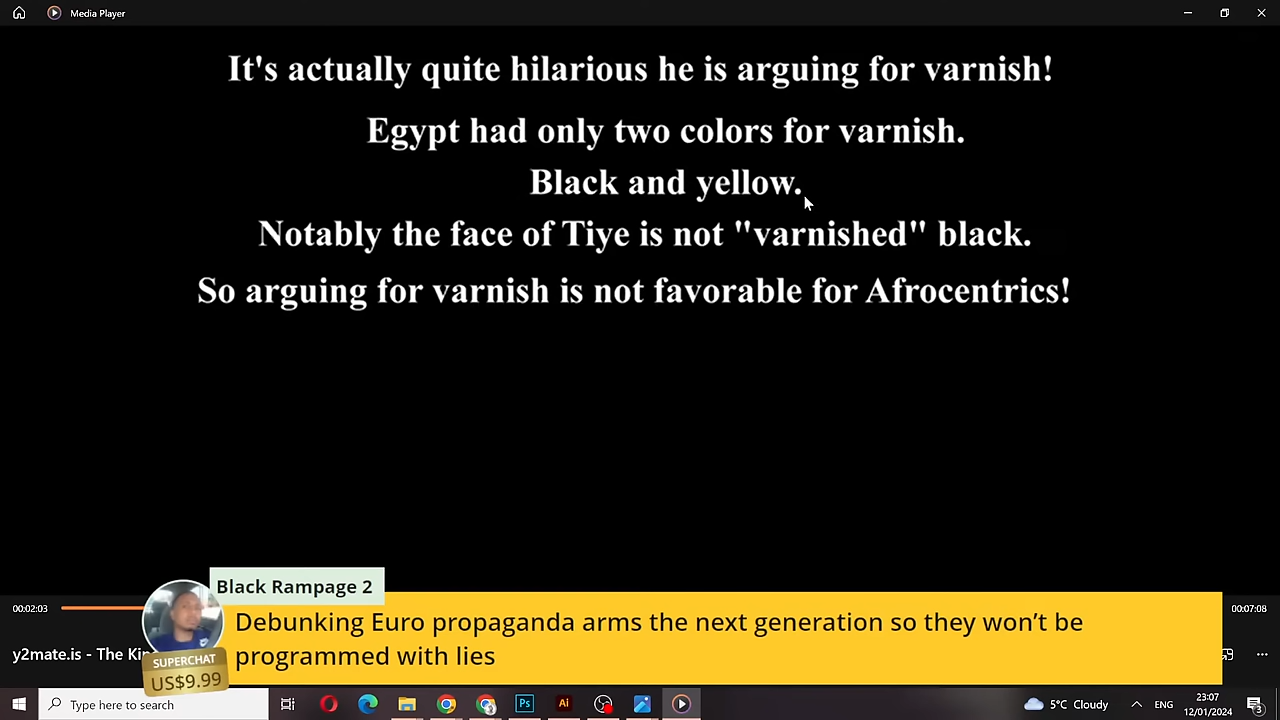 Media Player
It's actually quite hilarious he is arguing for varnish!
Egypt had only two colors for varnish.
Black and yellow.
Notably the face of Tiye is not "varnished" black.
So arguing for varnish is not favorable for Afrocentrics!
Black Rampage 2
00:02:03
00:07:08
Debunking Euro propaganda arms the next generation so they won’t be
programmed with lies
y2mate.is - The Kin
SUPERCHAT
US$9.99
Type here to search
Ps
Ai
5°C Cloudy
ENG
23:07
12/01/2024
3